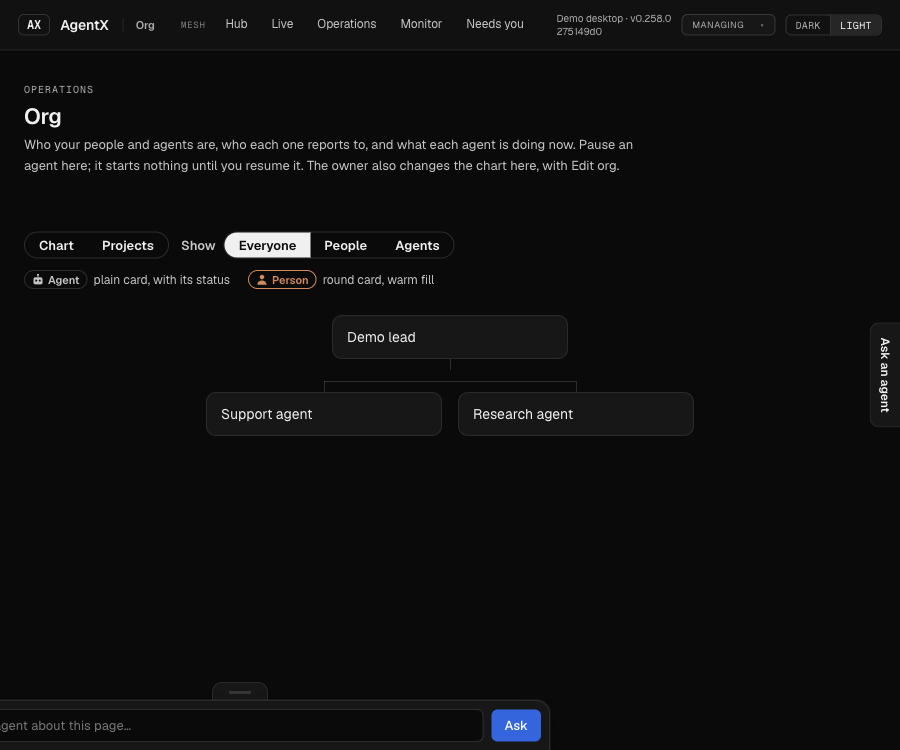 AX AgentX Org MESH Hub Live Operations Monitor Needs you Demo desktop · v0.258.0 275149d0 MANAGING DARK LIGHT
OPERATIONS
Org
Who your people and agents are, who each one reports to, and what each agent is doing now. Pause an
agent here; it starts nothing until you resume it. The owner also changes the chart here, with Edit org.
Chart Projects Show Everyone People Agents
Agent plain card, with its status Person round card, warm fill
Demo lead
Support agent Research agent
Ask an agent
agent about this page... Ask